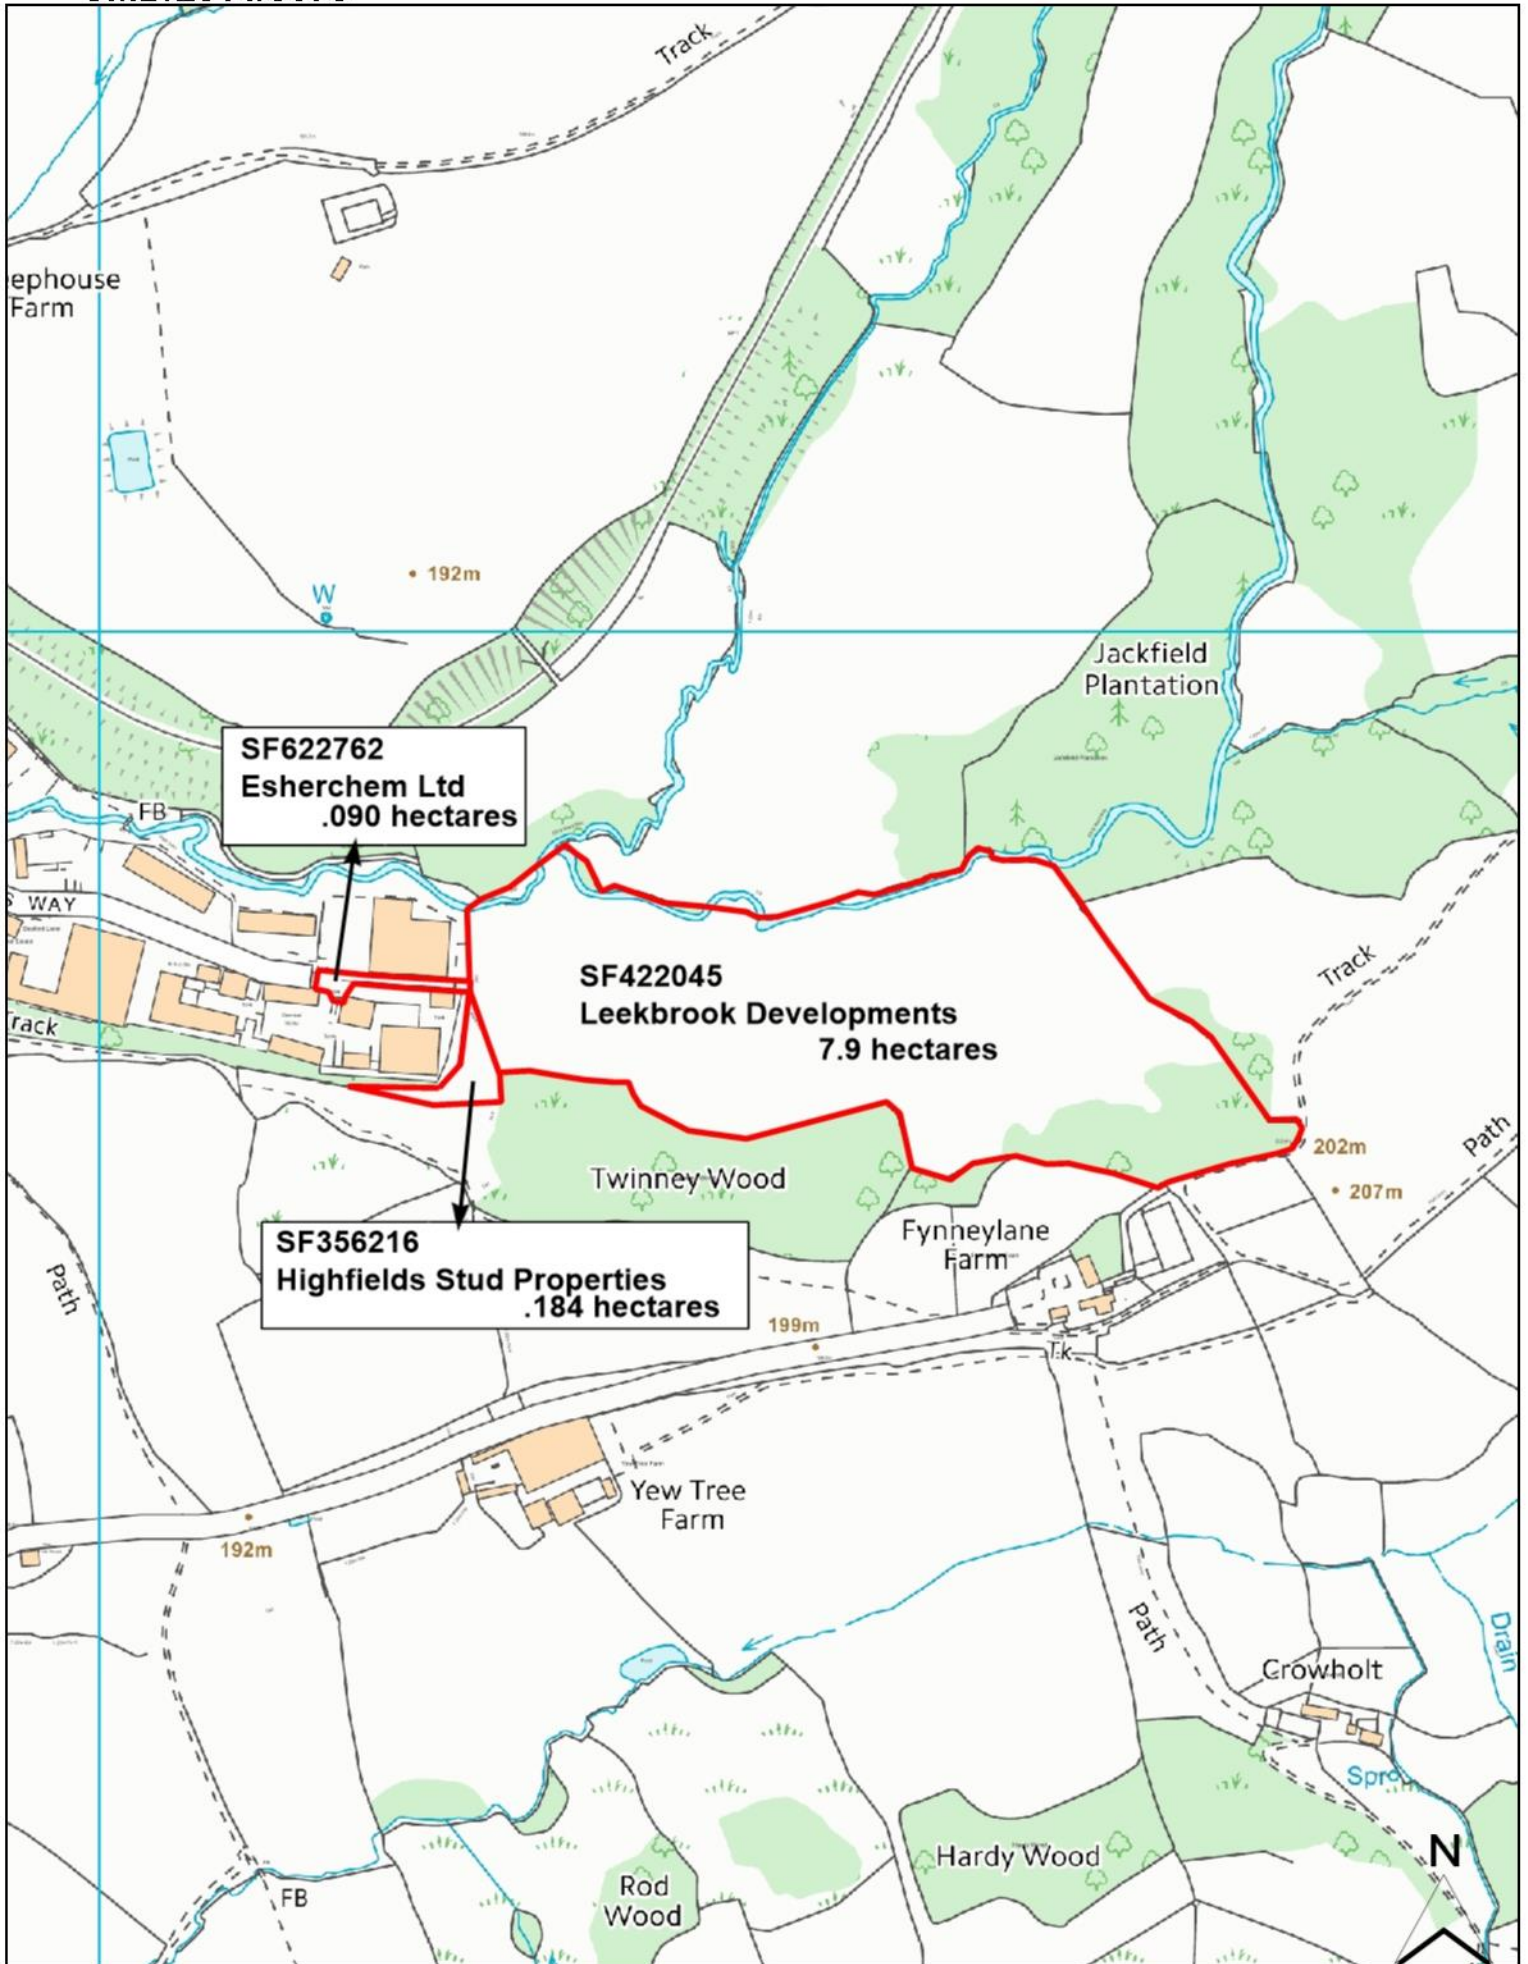 Track
eephouse
Farm
192m
W
Jackfield
Plantation
SF622762
Esherchem Ltd
.090 hectares
FB
S WAY
Track
SF422045
Leekbrook Developments
7.9 hectares
rack
202m
Path
207m
Twinney Wood
Fynneylane
Farm
SF356216
Highfields Stud Properties
.184 hectares
Path
199m
Tk
Yew Tree
Farm
192m
Path
Drain
Crowholt
Spr
N
Hardy Wood
Rod
Wood
FB